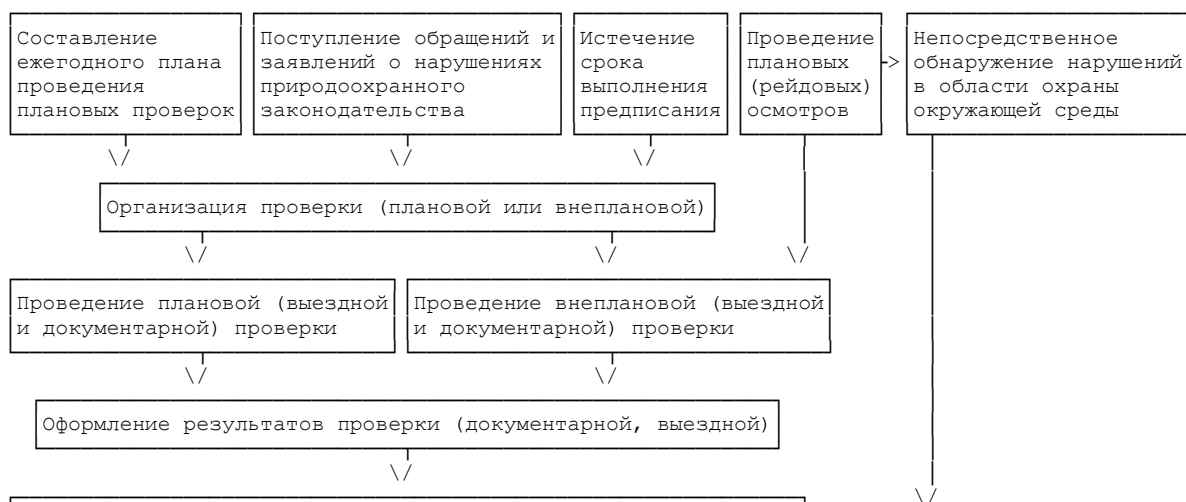 Составление
ежегодного плана
проведения
плановых проверок
Поступление обращений и
заявлений о нарушениях
природоохранного
законодательства
Истечение
срока
выполнения
предписания
Проведение
плановых
(рейдовых)
осмотров
Непосредственное
обнаружение нарушений
в области охраны
окружающей среды
Организация проверки (плановой или внеплановой)
Проведение плановой (выездной
и документарной) проверки
Проведение внеплановой (выездной
и документарной) проверки
Оформление результатов проверки (документарной, выездной)